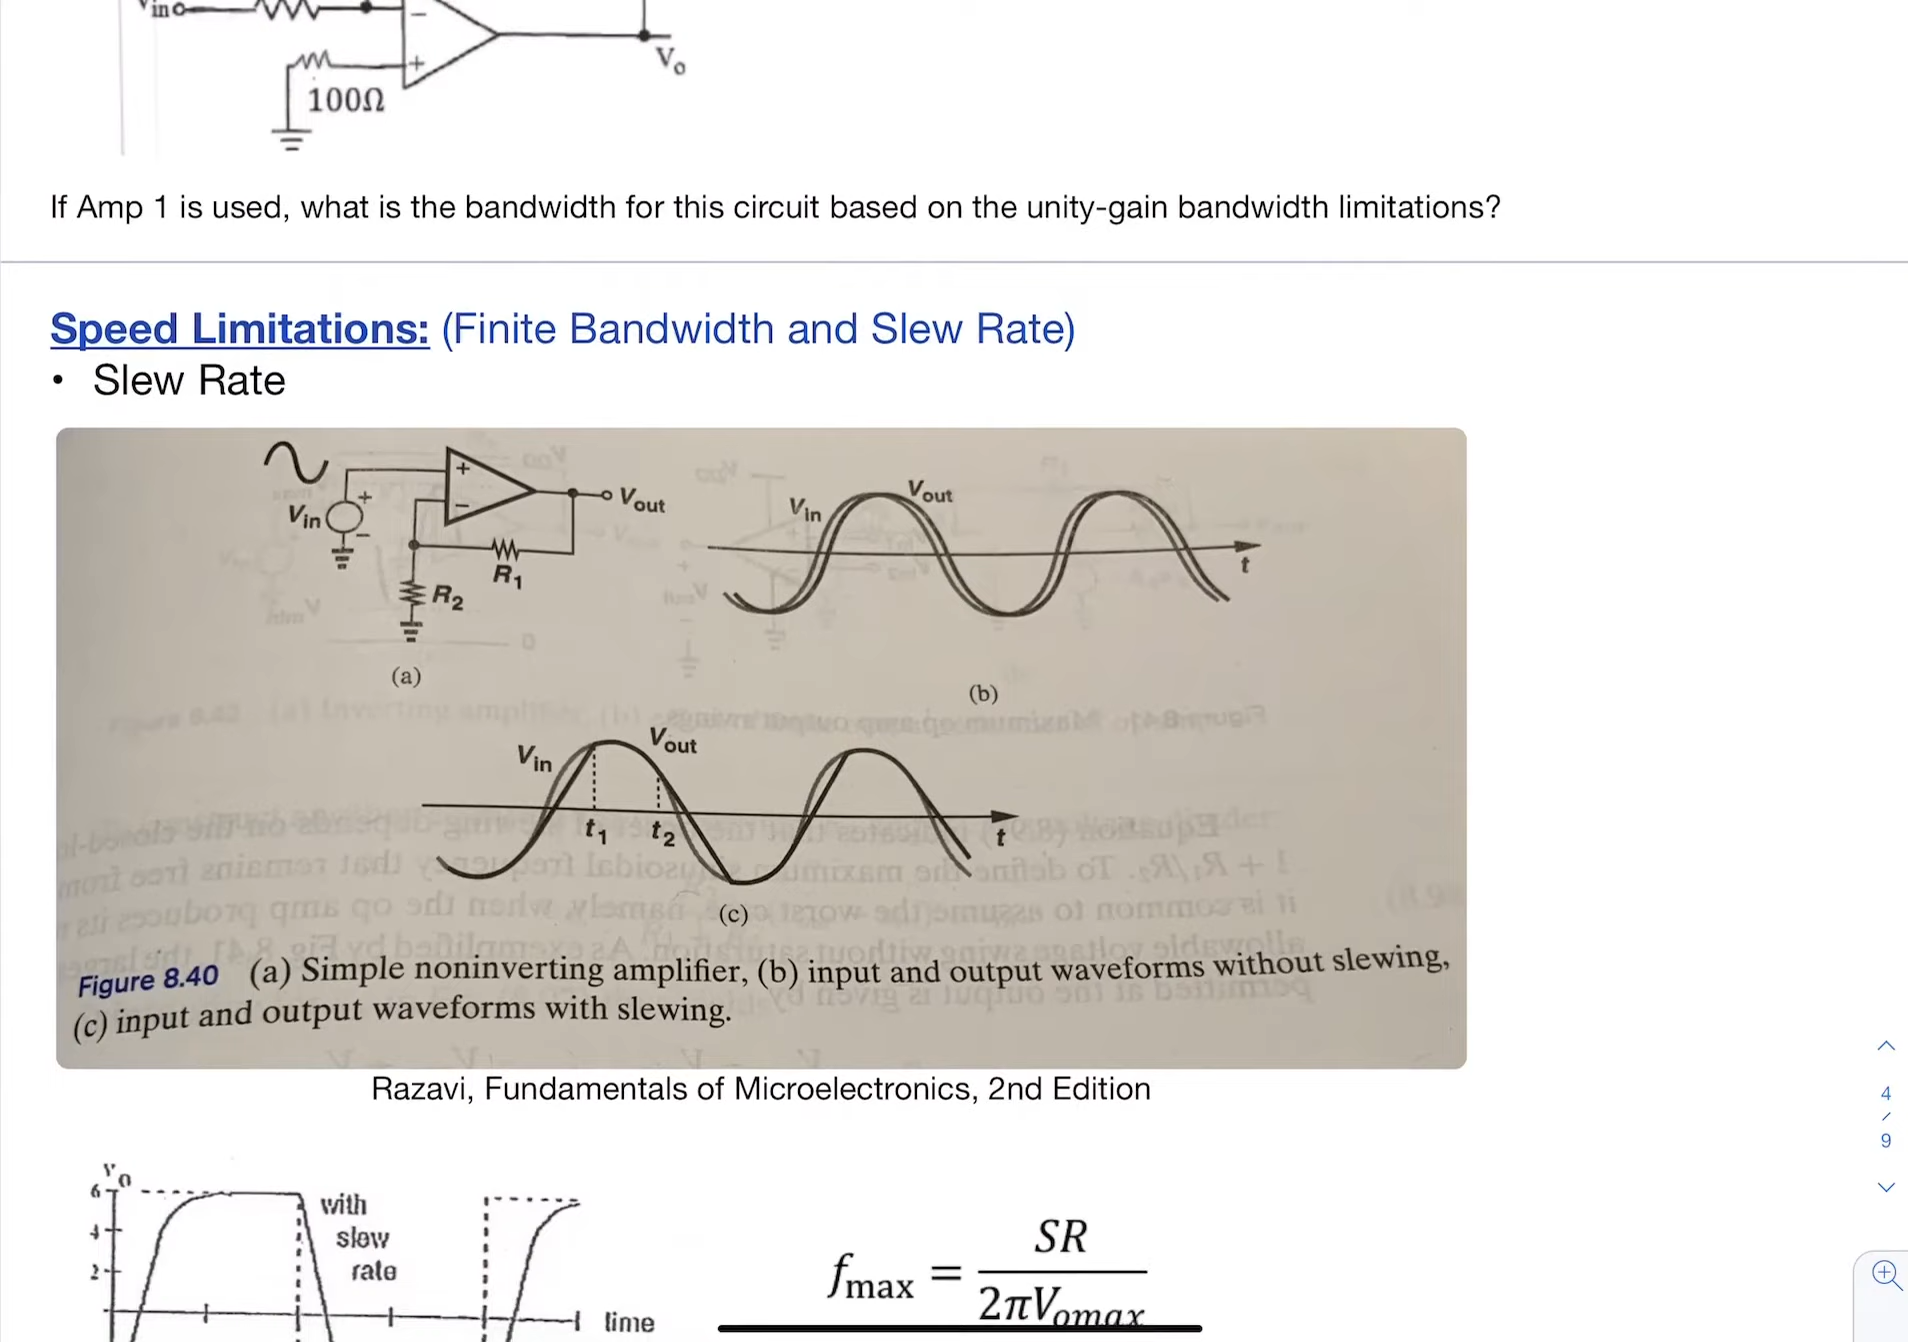 Vin
−
+
Vo
100Ω
If Amp 1 is used, what is the bandwidth for this circuit based on the unity-gain bandwidth limitations?
Speed Limitations: (Finite Bandwidth and Slew Rate)
• Slew Rate
+
−
Vout
Vin
+
−
R1
R2
(a)
Vin
Vout
t
(b)
Vin
Vout
t1
t2
t
(c)
Figure 8.40 (a) Simple noninverting amplifier, (b) input and output waveforms without slewing,
(c) input and output waveforms with slewing.
Razavi, Fundamentals of Microelectronics, 2nd Edition
vo
6
4
2
with
slew
rate
time
fmax = SR
2πVomax
4
/
9